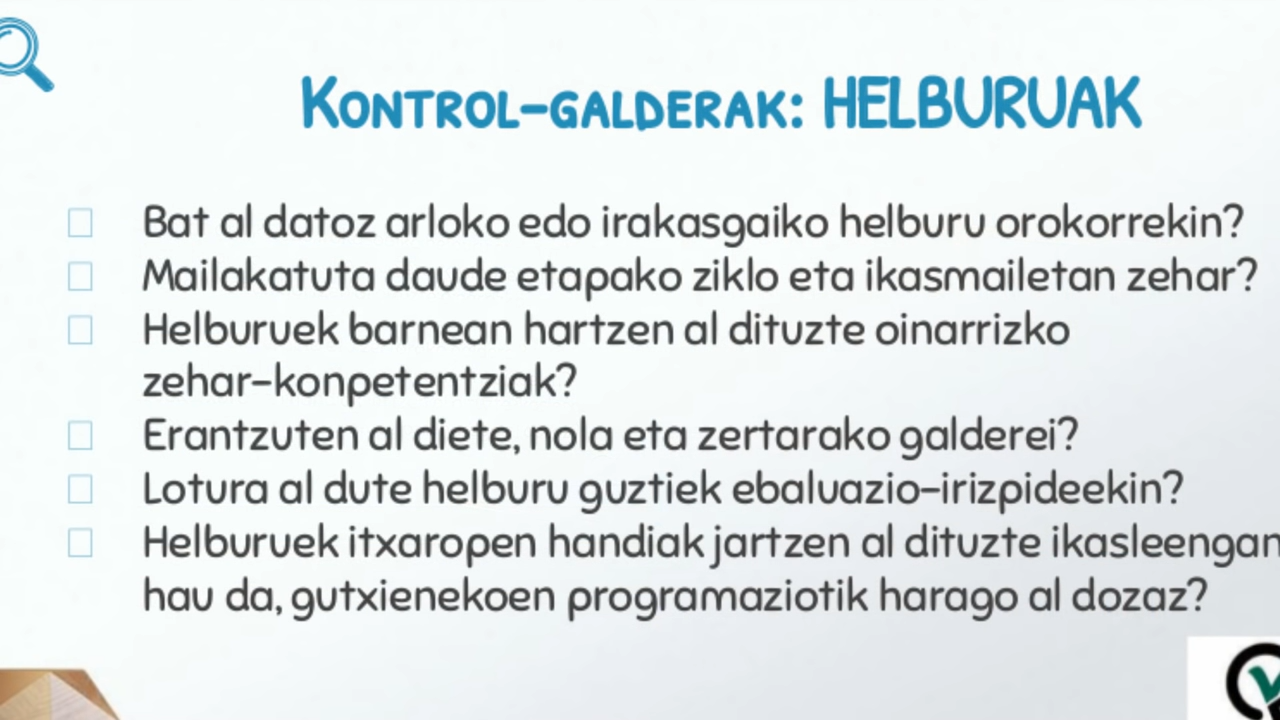 Kontrol-galderak: HELBURUAK
Bat al datoz arloko edo irakasgaiko helburu orokorrekin?
Mailakatuta daude etapako ziklo eta ikasmailetan zehar?
Helburuek barnean hartzen al dituzte oinarrizko
zehar-konpetentziak?
Erantzuten al diete, nola eta zertarako galderei?
Lotura al dute helburu guztiek ebaluazio-irizpideekin?
Helburuek itxaropen handiak jartzen al dituzte ikasleengan
hau da, gutxienekoen programaziotik harago al dozaz?